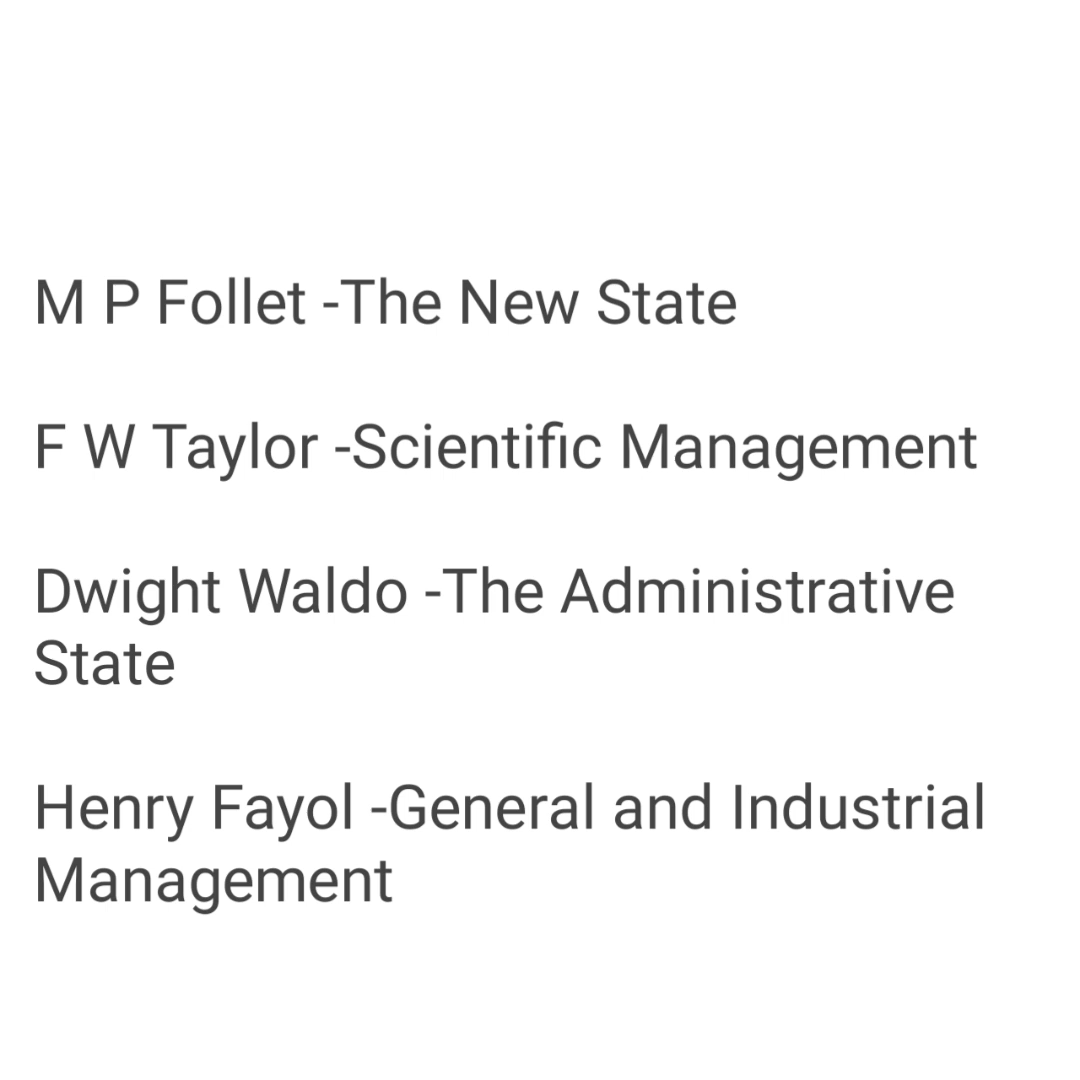 M P Follet -The New State
F W Taylor -Scientific Management
Dwight Waldo -The Administrative
State
Henry Fayol -General and Industrial
Management